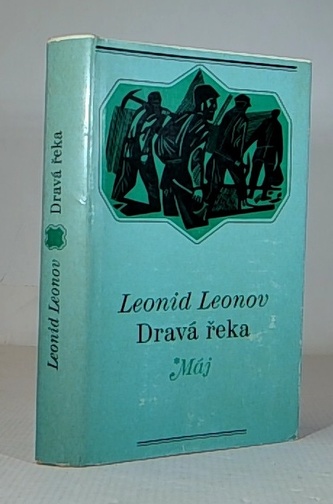 Leonid Leonov
Dravá řeka
Máj
Leonid Leonov Dravá řeka